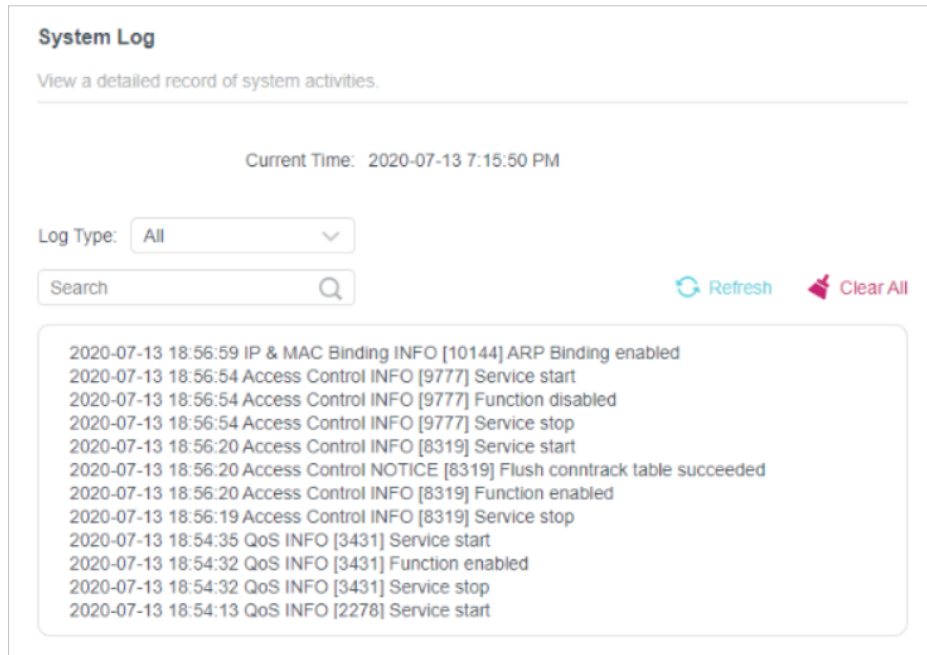 System Log
View a detailed record of system activities.
Current Time: 2020-07-13 7:15:50 PM
Log Type: All
Search
Refresh Clear All
2020-07-13 18:56:59 IP & MAC Binding INFO [10144] ARP Binding enabled
2020-07-13 18:56:54 Access Control INFO [9777] Service start
2020-07-13 18:56:54 Access Control INFO [9777] Function disabled
2020-07-13 18:56:54 Access Control INFO [9777] Service stop
2020-07-13 18:56:20 Access Control INFO [8319] Service start
2020-07-13 18:56:20 Access Control NOTICE [8319] Flush conntrack table succeeded
2020-07-13 18:56:20 Access Control INFO [8319] Function enabled
2020-07-13 18:56:19 Access Control INFO [8319] Service stop
2020-07-13 18:54:35 QoS INFO [3431] Service start
2020-07-13 18:54:32 QoS INFO [3431] Function enabled
2020-07-13 18:54:32 QoS INFO [3431] Service stop
2020-07-13 18:54:13 QoS INFO [2278] Service start